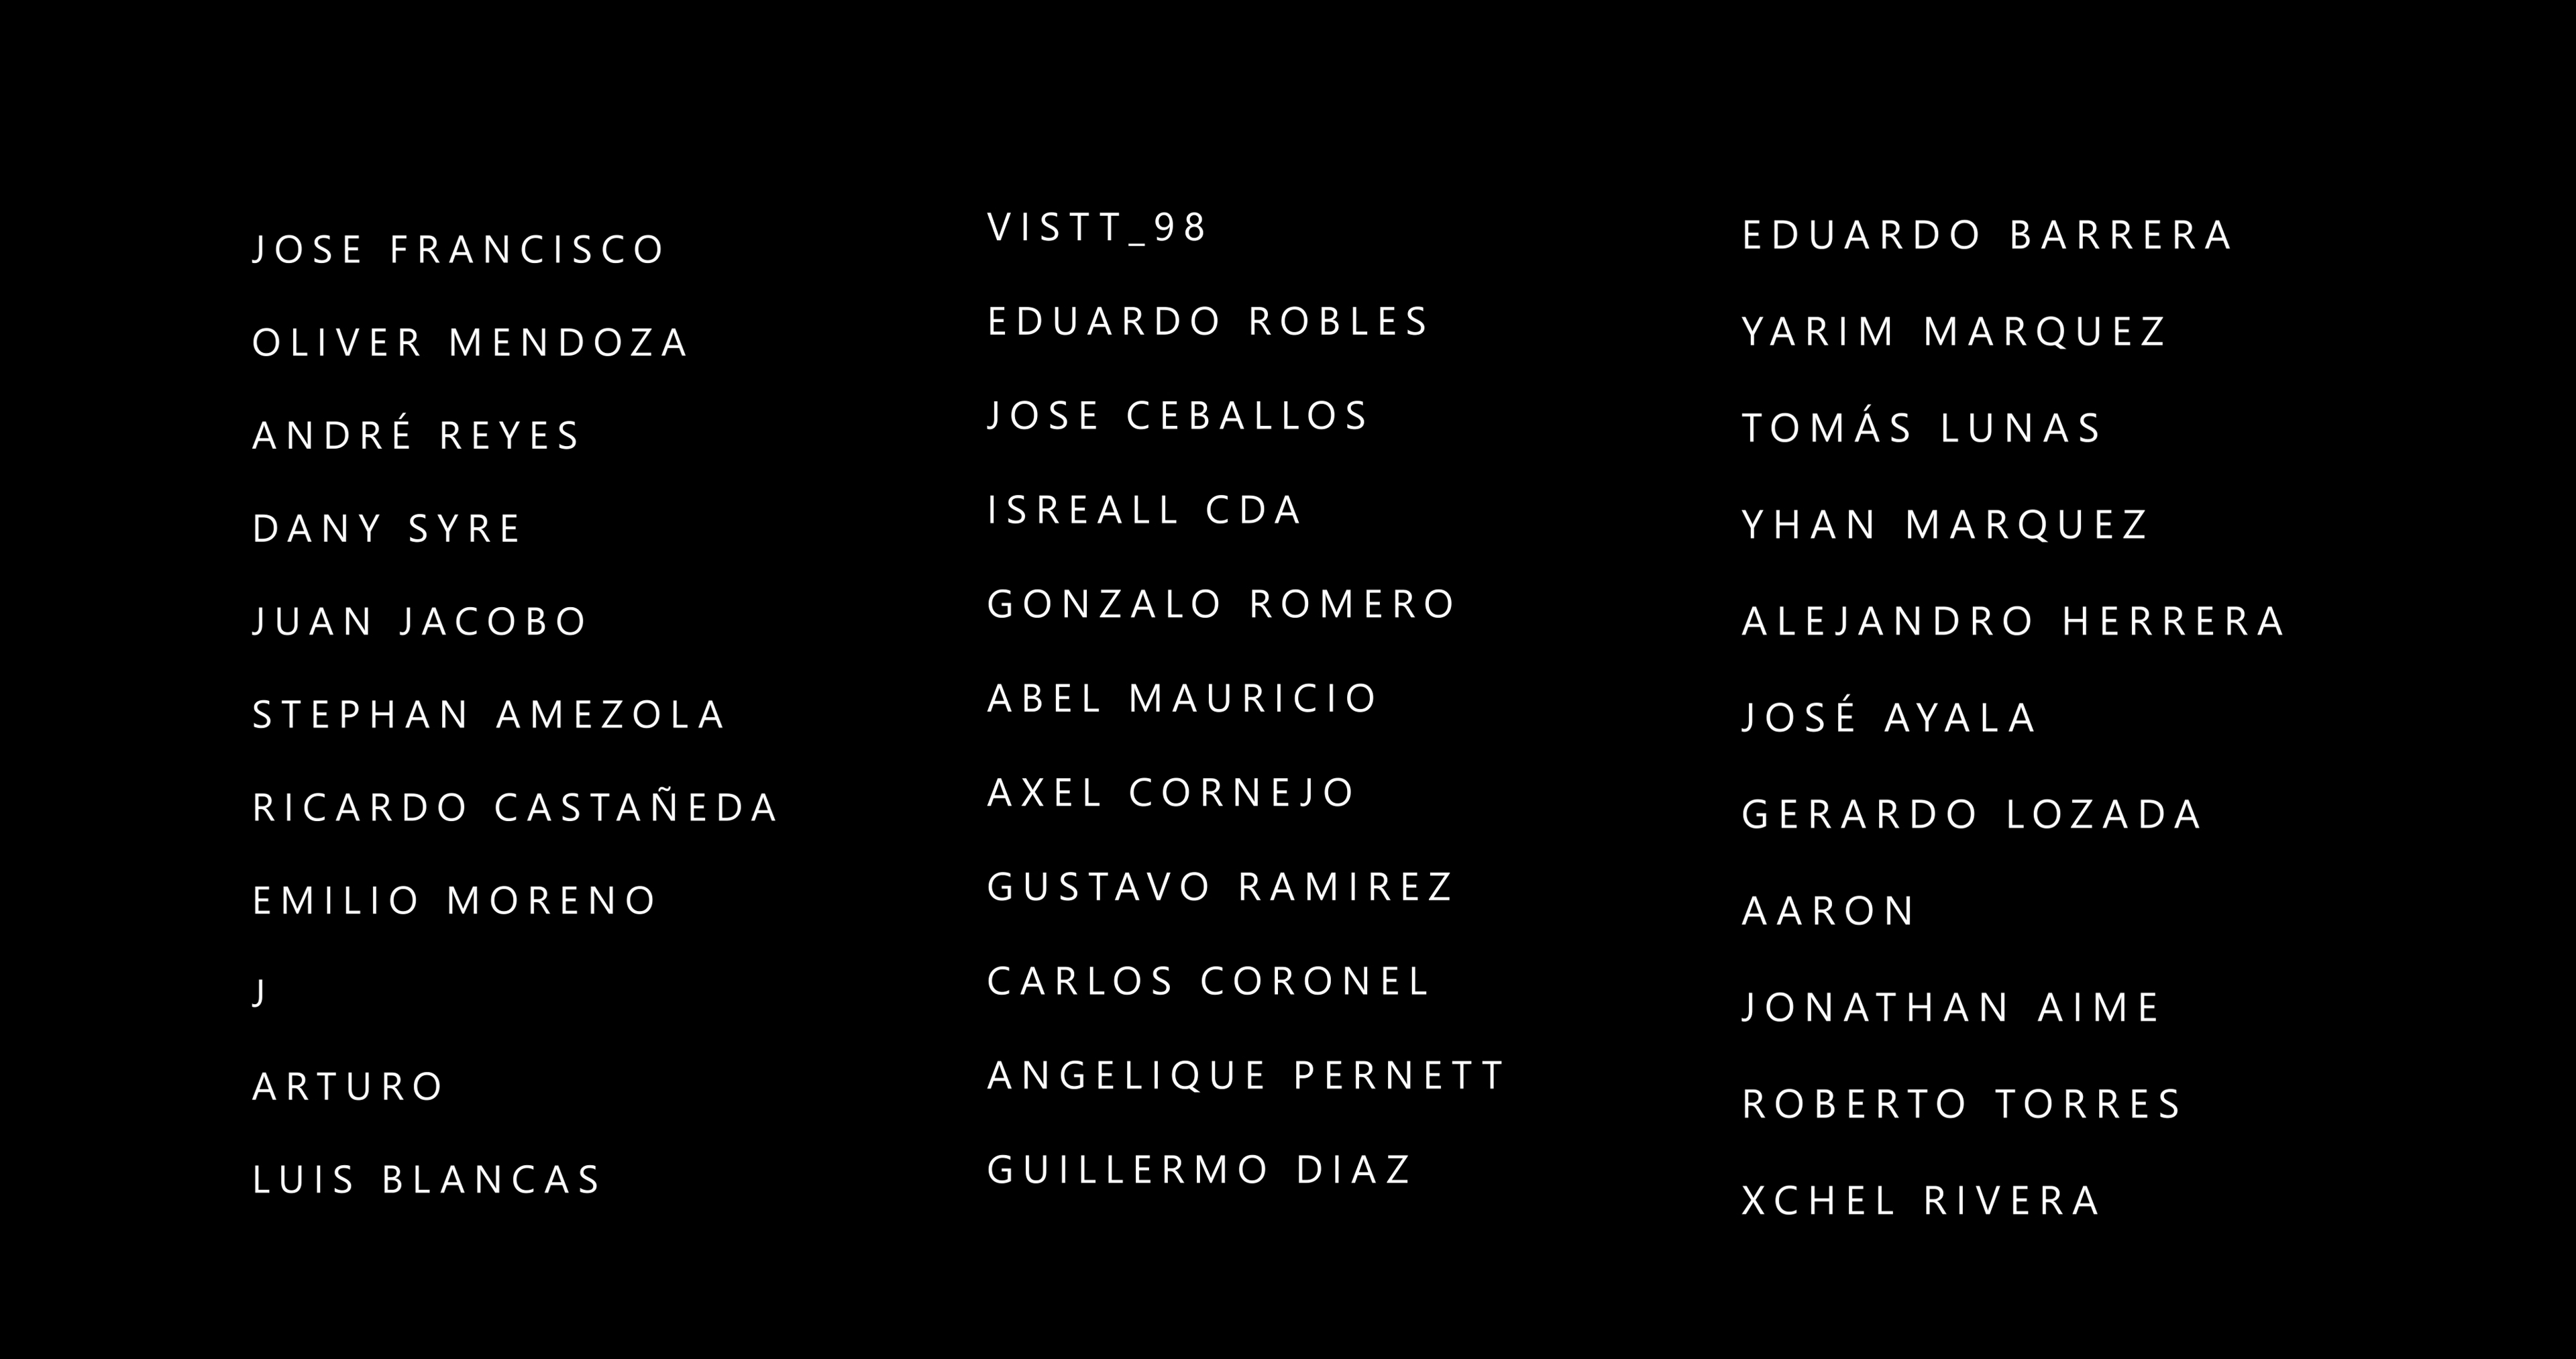 JOSE FRANCISCO
OLIVER MENDOZA
ANDRÉ REYES
DANY SYRE
JUAN JACOBO
STEPHAN AMEZOLA
RICARDO CASTAÑEDA
EMILIO MORENO
J
ARTURO
LUIS BLANCAS
VISTT_98
EDUARDO ROBLES
JOSE CEBALLOS
ISREALL CDA
GONZALO ROMERO
ABEL MAURICIO
AXEL CORNEJO
GUSTAVO RAMIREZ
CARLOS CORONEL
ANGELIQUE PERNETT
GUILLERMO DIAZ
EDUARDO BARRERA
YARIM MARQUEZ
TOMÁS LUNAS
YHAN MARQUEZ
ALEJANDRO HERRERA
JOSÉ AYALA
GERARDO LOZADA
AARON
JONATHAN AIME
ROBERTO TORRES
XCHEL RIVERA